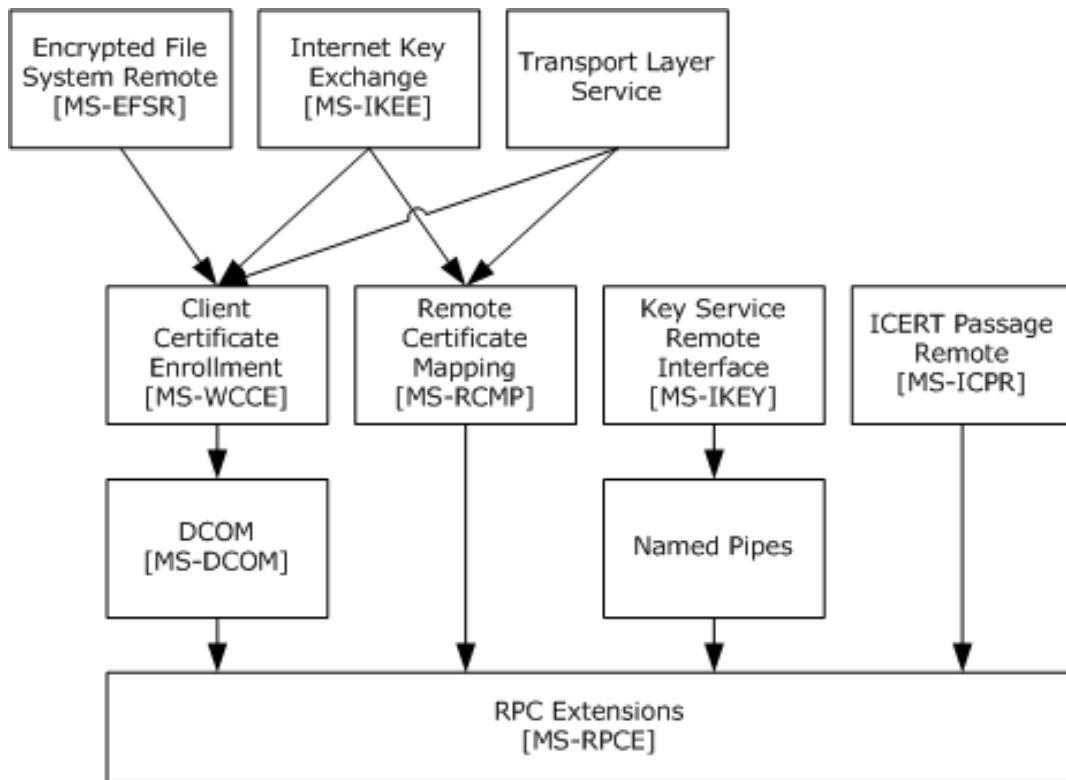 Encrypted File
System Remote
[MS-EFSR]
Internet Key
Exchange
[MS-IKEE]
Transport Layer
Service
Client
Certificate
Enrollment
[MS-WCCE]
Remote
Certificate
Mapping
[MS-RCMP]
Key Service
Remote
Interface
[MS-IKEY]
ICERT Passage
Remote
[MS-ICPR]
DCOM
[MS-DCOM]
Named Pipes
RPC Extensions
[MS-RPCE]